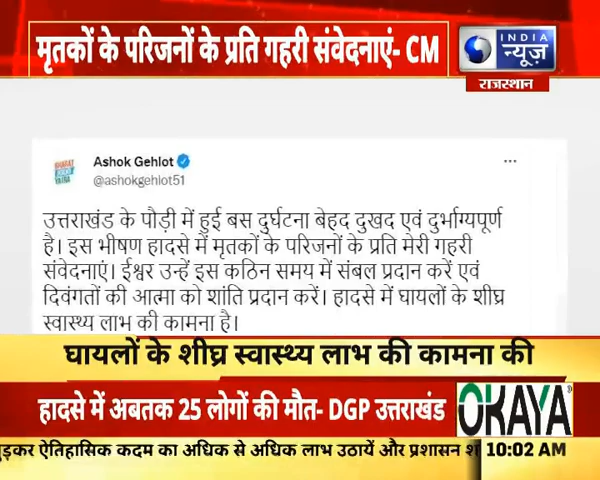 मृतकों के परिजनों के प्रति गहरी संवेदनाएं- CM
INDIA
न्यूज़
राजस्थान
Ashok Gehlot
@ashokgehlot51
उत्तराखंड के पौड़ी में हुई बस दुर्घटना बेहद दुखद एवं दुर्भाग्यपूर्ण
है। इस भीषण हादसे में मृतकों के परिजनों के प्रति मेरी गहरी
संवेदनाएं। ईश्वर उन्हें इस कठिन समय में संबल प्रदान करें एवं
दिवंगतों की आत्मा को शांति प्रदान करें। हादसे में घायलों के शीघ्र
स्वास्थ्य लाभ की कामना है।
घायलों के शीघ्र स्वास्थ्य लाभ की कामना की
हादसे में अबतक 25 लोगों की मौत- DGP उत्तराखंड
OKAYA
ऐतिहासिक कदम का अधिक से अधिक लाभ उठायें और प्रशासन
10:02 AM